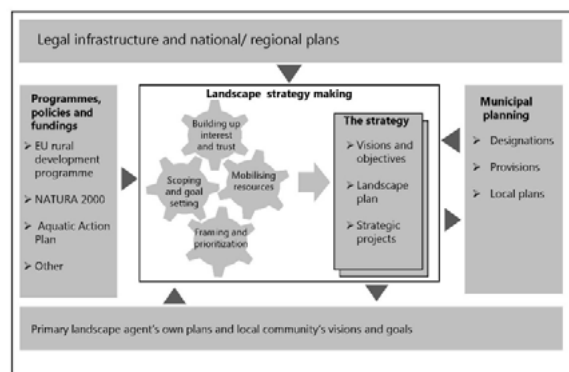 Legal infrastructure and national/ regional plans
Programmes,
policies and
fundings
➢ EU rural
development
programme
➢ NATURA 2000
➢ Aquatic Action
Plan
➢ Other
Landscape strategy making
Building up
interest
and trust
Scoping
and goal
setting
Mobilising
resources
Framing and
prioritization
The strategy
➢ Visions and
objectives
➢ Landscape
plan
➢ Strategic
projects
Municipal
planning
➢ Designations
➢ Provisions
➢ Local plans
Primary landscape agent's own plans and local community's visions and goals